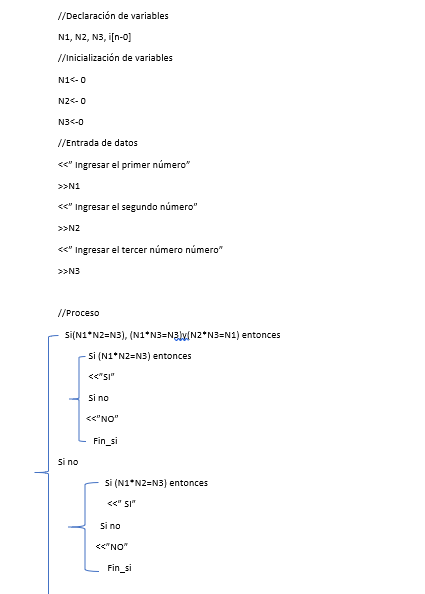 //Declaración de variables
N1, N2, N3, i[n-0]
//Inicialización de variables
N1<- 0
N2<- 0
N3<-0
//Entrada de datos
<<” Ingresar el primer número”
>>N1
<<” Ingresar el segundo número”
>>N2
<<” Ingresar el tercer número número”
>>N3
//Proceso
Si(N1*N2=N3), (N1*N3=N3)y(N2*N3=N1) entonces
Si (N1*N2=N3) entonces
<<”SI”
Si no
<<”NO”
Fin_si
Si no
Si (N1*N2=N3) entonces
<<” SI”
Si no
<<”NO”
Fin_si